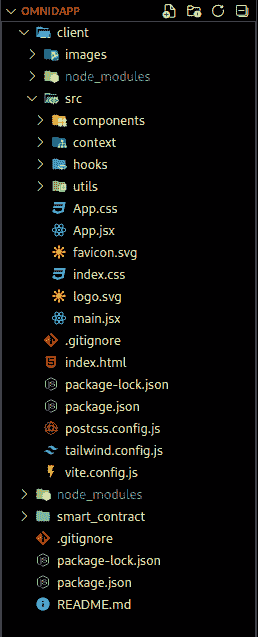 OMNIDAPP
client
images
node_modules
src
components
context
hooks
utils
App.css
App.jsx
favicon.svg
index.css
logo.svg
main.jsx
.gitignore
index.html
package-lock.json
package.json
postcss.config.js
tailwind.config.js
vite.config.js
node_modules
smart_contract
.gitignore
package-lock.json
package.json
README.md